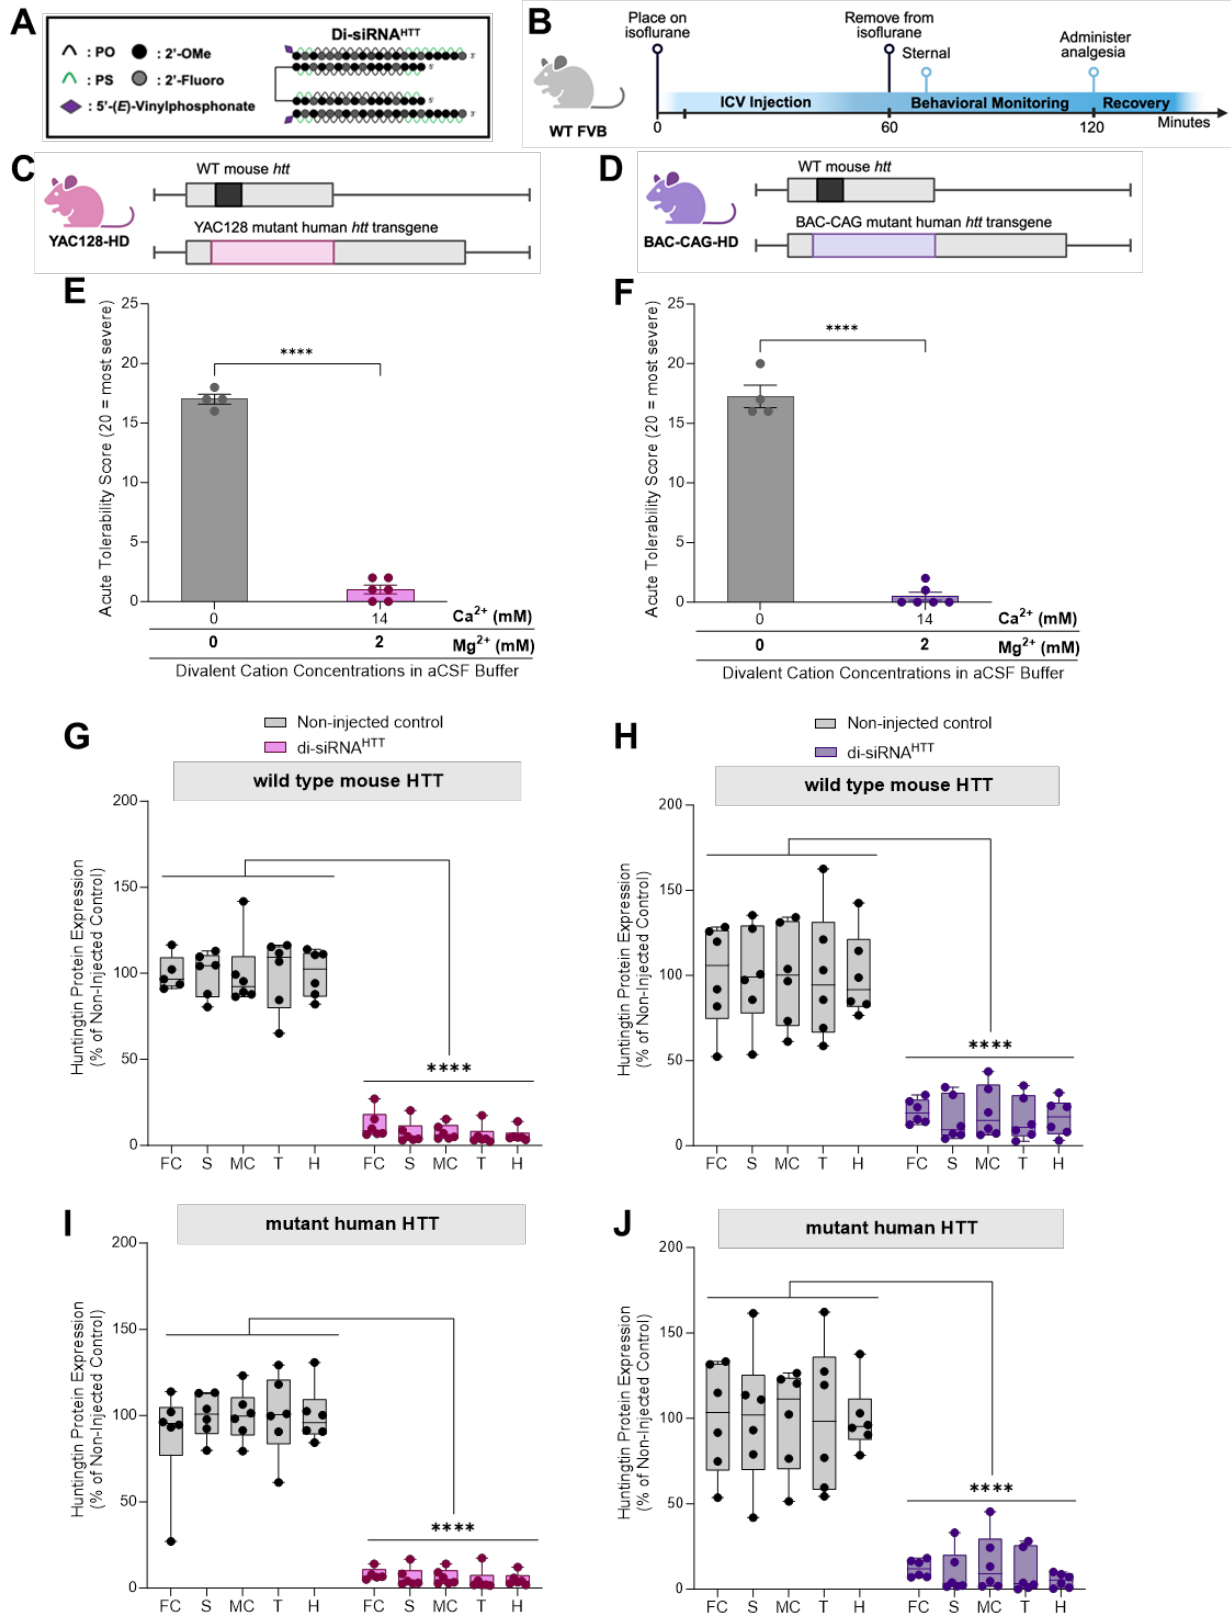 A
Di-siRNAHTT
: PO : 2'-OMe
: PS : 2'-Fluoro
: 5'-(E)-Vinylphosphonate
3'
5'
5'
3'
B
Place on isoflurane
Remove from isoflurane
Sternal
Administer analgesia
ICV Injection
Behavioral Monitoring
Recovery
WT FVB
0
60
120
Minutes
C
WT mouse htt
YAC128 mutant human htt transgene
YAC128-HD
D
WT mouse htt
BAC-CAG mutant human htt transgene
BAC-CAG-HD
E
Acute Tolerability Score (20 = most severe)
25
20
15
10
5
0
****
0 14 Ca2+ (mM)
0 2 Mg2+ (mM)
Divalent Cation Concentrations in aCSF Buffer
F
Acute Tolerability Score (20 = most severe)
25
20
15
10
5
0
****
0 14 Ca2+ (mM)
0 2 Mg2+ (mM)
Divalent Cation Concentrations in aCSF Buffer
G
Non-injected control
di-siRNAHTT
wild type mouse HTT
Huntingtin Protein Expression
(% of Non-Injected Control)
200
150
100
50
0
****
FC S MC T H FC S MC T H
H
Non-injected control
di-siRNAHTT
wild type mouse HTT
Huntingtin Protein Expression
(% of Non-Injected Control)
200
150
100
50
0
****
FC S MC T H FC S MC T H
I
mutant human HTT
Huntingtin Protein Expression
(% of Non-Injected Control)
200
150
100
50
0
****
FC S MC T H FC S MC T H
J
mutant human HTT
Huntingtin Protein Expression
(% of Non-Injected Control)
200
150
100
50
0
****
FC S MC T H FC S MC T H